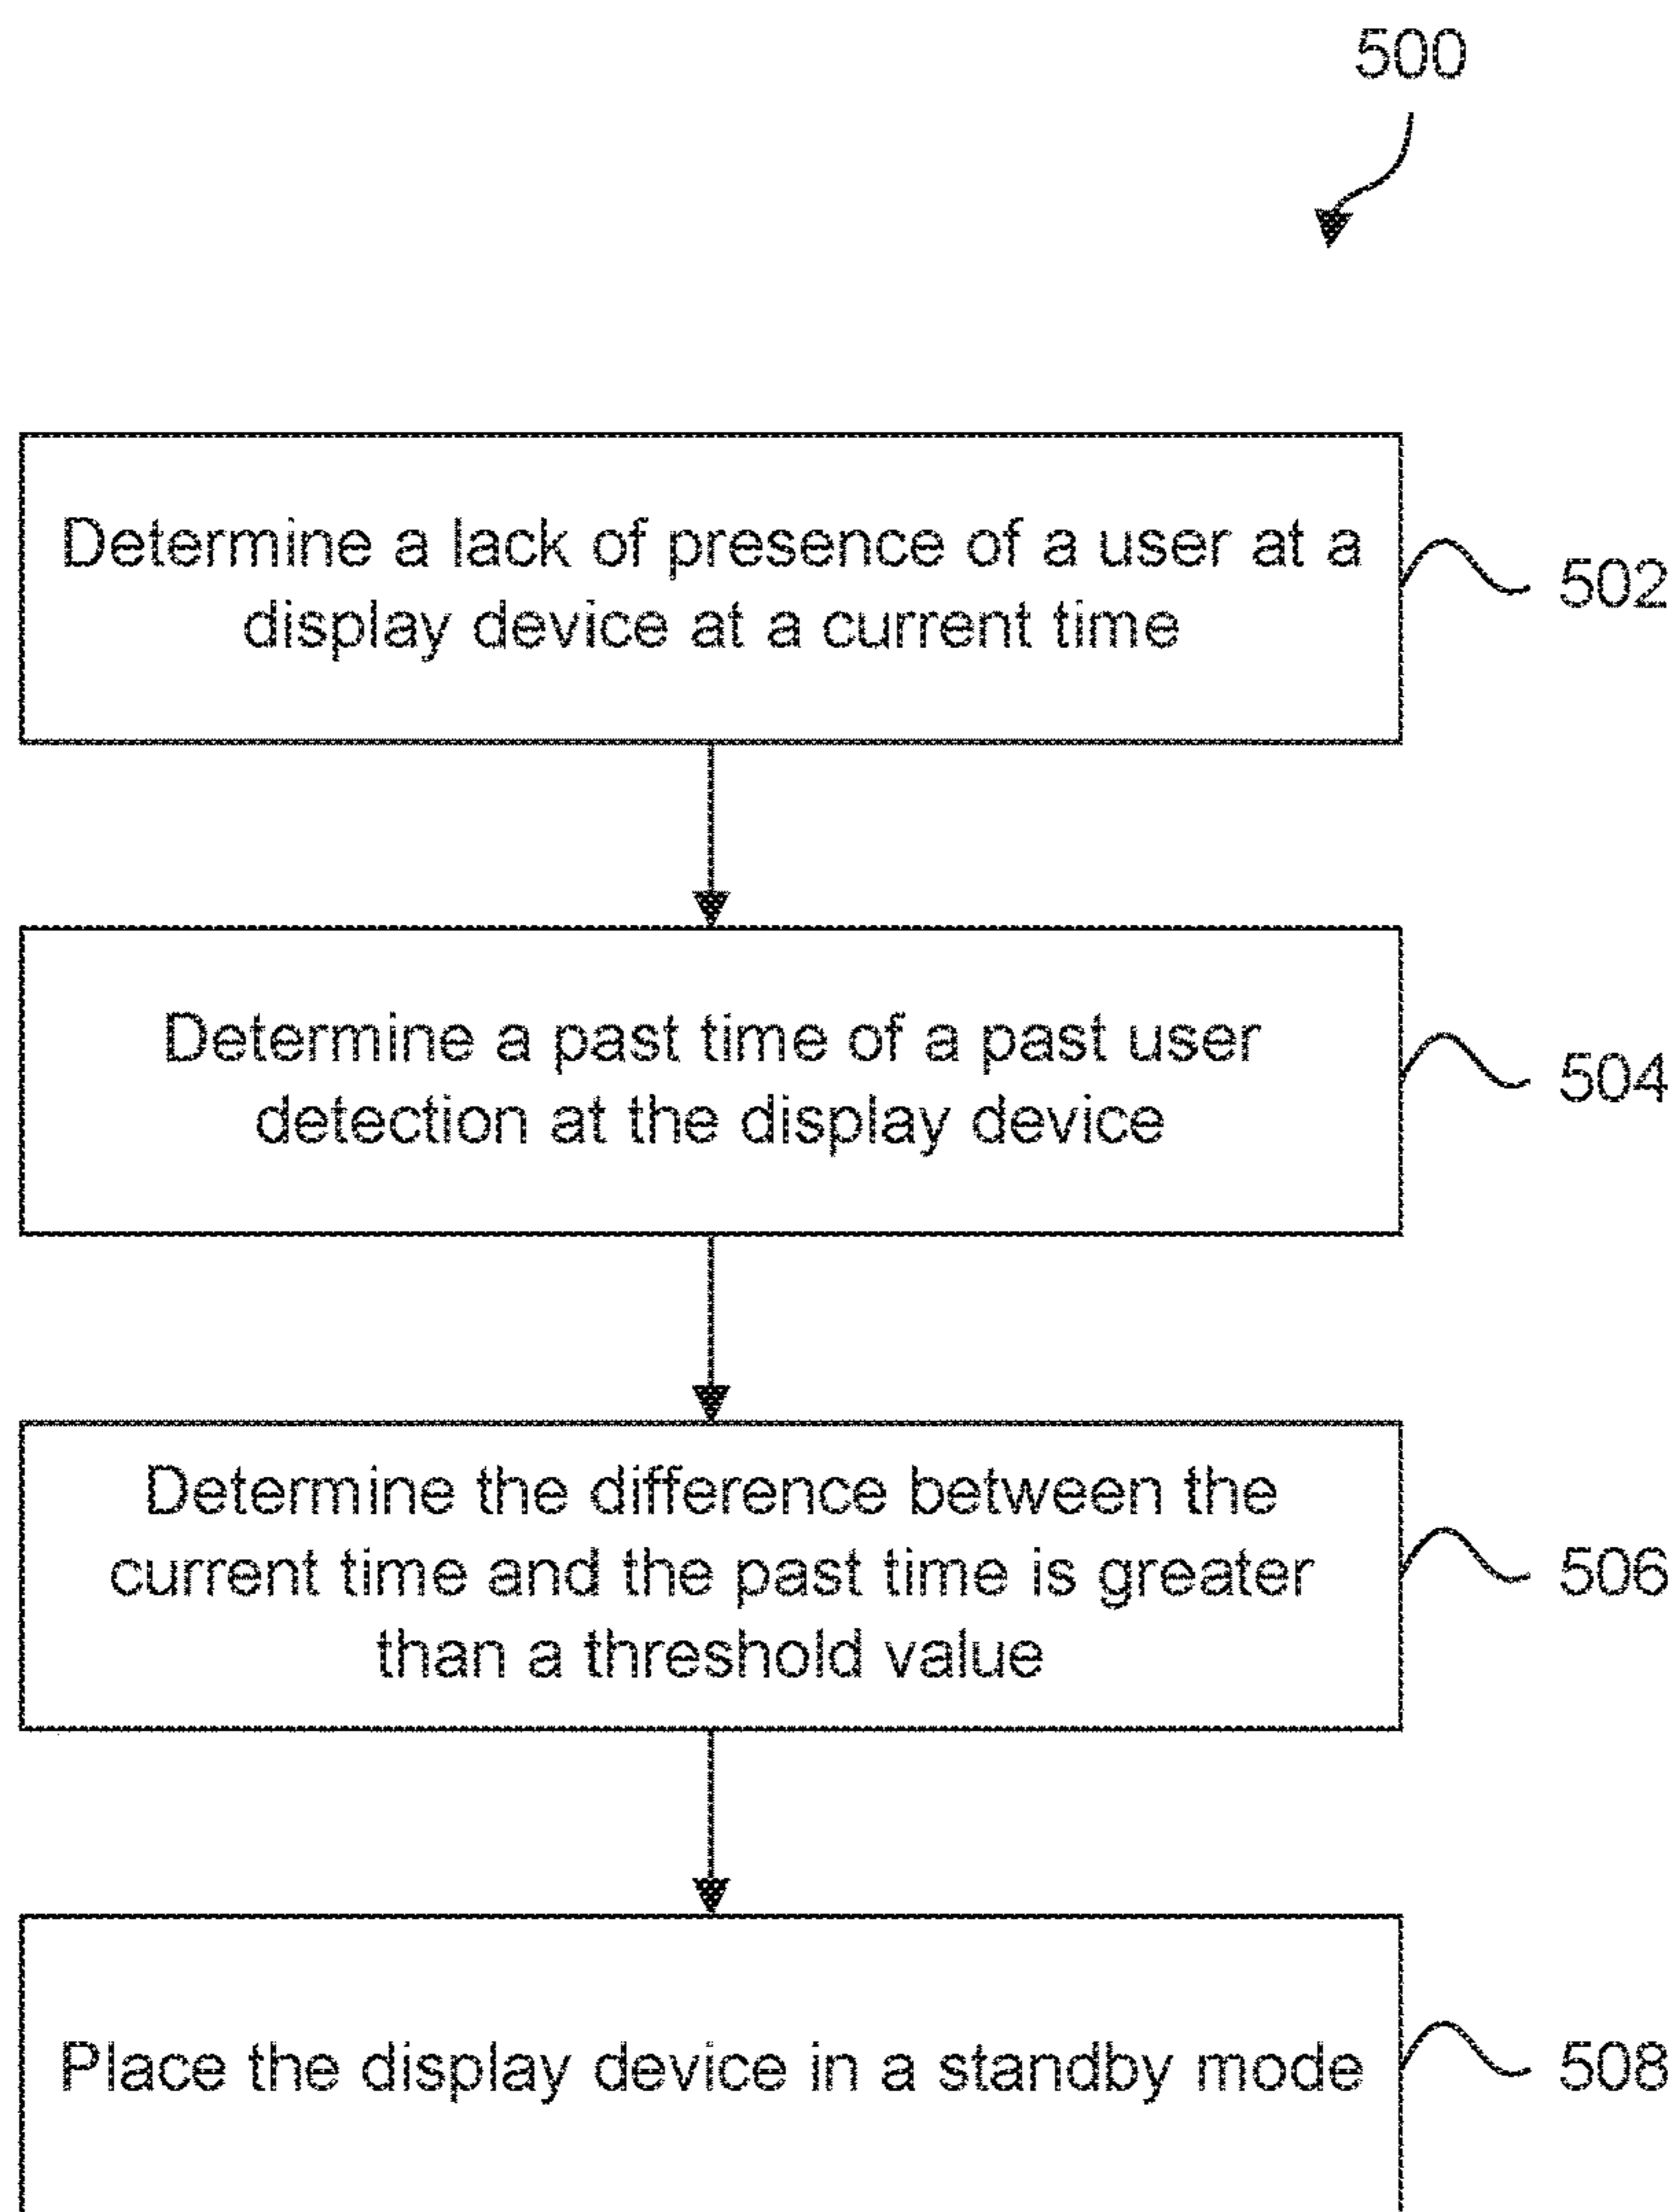 500
Determine a lack of presence of a user at a
display device at a current time
502
Determine a past time of a past user
detection at the display device
504
Determine the difference between the
current time and the past time is greater
than a threshold value
506
Place the display device in a standby mode
508